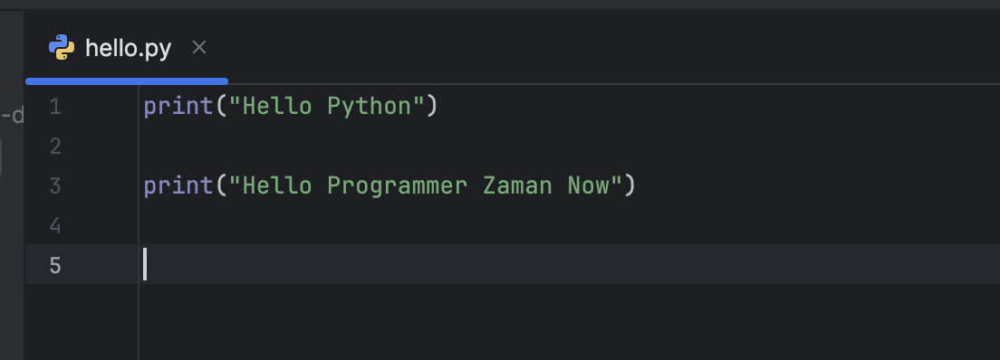 hello.py
-d
1 print("Hello Python")
2
3 print("Hello Programmer Zaman Now")
4
5